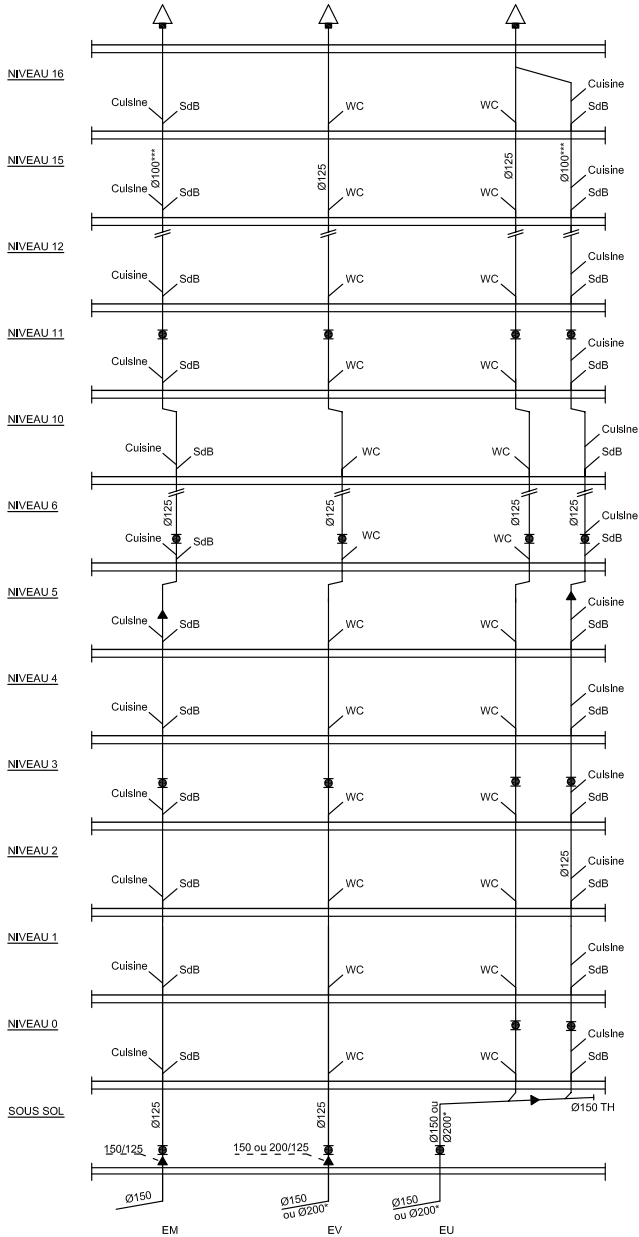 NIVEAU 16
Cuisine
CuIsIne
SdB
WC
WC
SdB
NIVEAU 15
Ø100***
Ø125
Ø125
Ø100***
Cuisine
CuIsIne
SdB
WC
WC
SdB
NIVEAU 12
CuIsIne
Cuisine
SdB
WC
WC
SdB
NIVEAU 11
Cuisine
CuIsIne
SdB
WC
WC
SdB
NIVEAU 10
CuIsIne
Cuisine
SdB
WC
WC
SdB
NIVEAU 6
Ø125
Ø125
Ø125
Ø125
CuIsIne
Cuisine
SdB
WC
WC
SdB
NIVEAU 5
Cuisine
CuIsIne
SdB
WC
WC
SdB
NIVEAU 4
CuIsIne
Cuisine
SdB
WC
WC
SdB
NIVEAU 3
CuIsIne
CuIsIne
SdB
WC
WC
SdB
NIVEAU 2
Ø125
Cuisine
CuIsIne
SdB
WC
WC
SdB
NIVEAU 1
CuIsIne
Cuisine
SdB
WC
WC
SdB
NIVEAU 0
CuIsIne
CuIsIne
SdB
WC
WC
SdB
SOUS SOL
Ø125
Ø125
Ø150 ou
Ø200*
Ø150 TH
150/125
150 ou 200/125
Ø150
Ø150
ou Ø200*
Ø150
ou Ø200*
EM
EV
EU